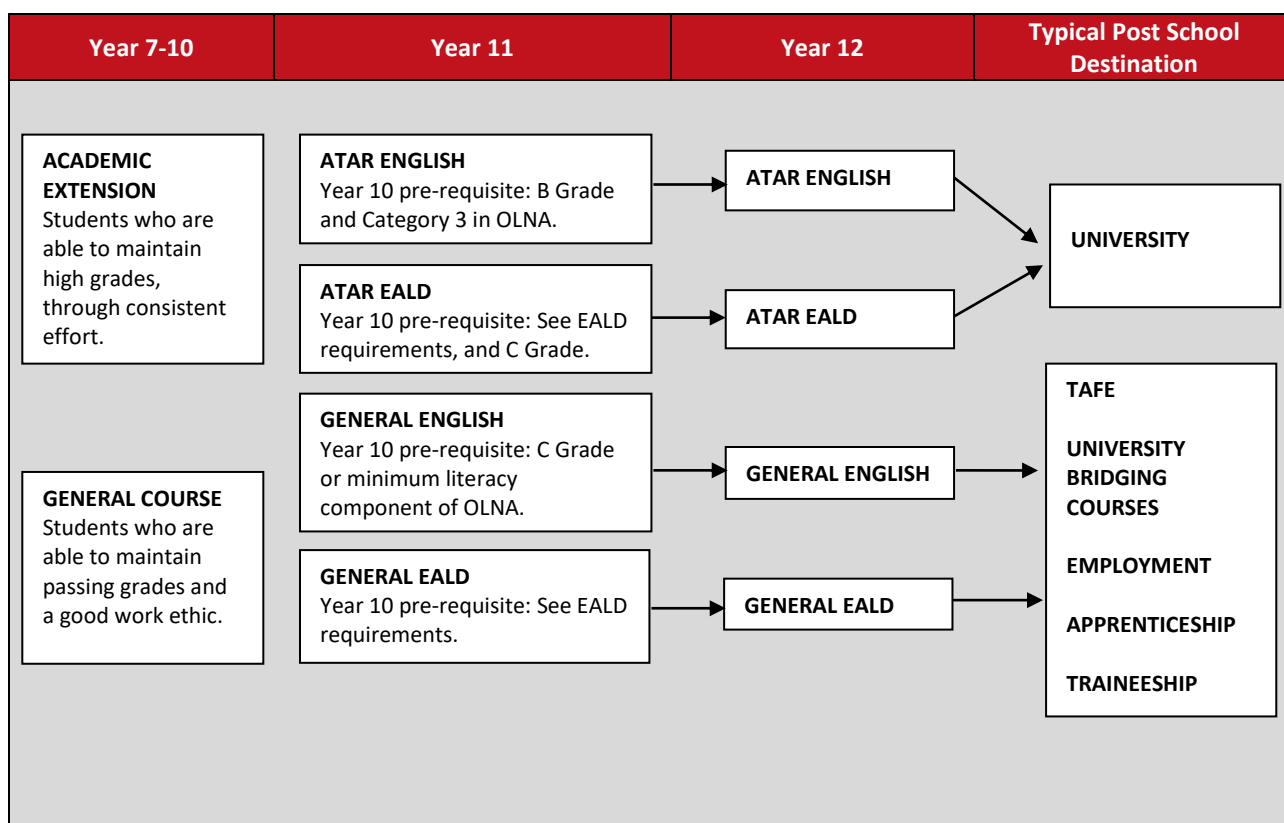 Year 7-10
Year 11
Year 12
Typical Post School
Destination
ACADEMIC
EXTENSION
Students who are
able to maintain
high grades,
through consistent
effort.
GENERAL COURSE
Students who are
able to maintain
passing grades and
a good work ethic.
ATAR ENGLISH
Year 10 pre-requisite: B Grade
and Category 3 in OLNA.
ATAR EALD
Year 10 pre-requisite: See EALD
requirements, and C Grade.
GENERAL ENGLISH
Year 10 pre-requisite: C Grade
or minimum literacy
component of OLNA.
GENERAL EALD
Year 10 pre-requisite: See EALD
requirements.
ATAR ENGLISH
ATAR EALD
GENERAL ENGLISH
GENERAL EALD
UNIVERSITY
TAFE
UNIVERSITY
BRIDGING
COURSES
EMPLOYMENT
APPRENTICESHIP
TRAINEESHIP